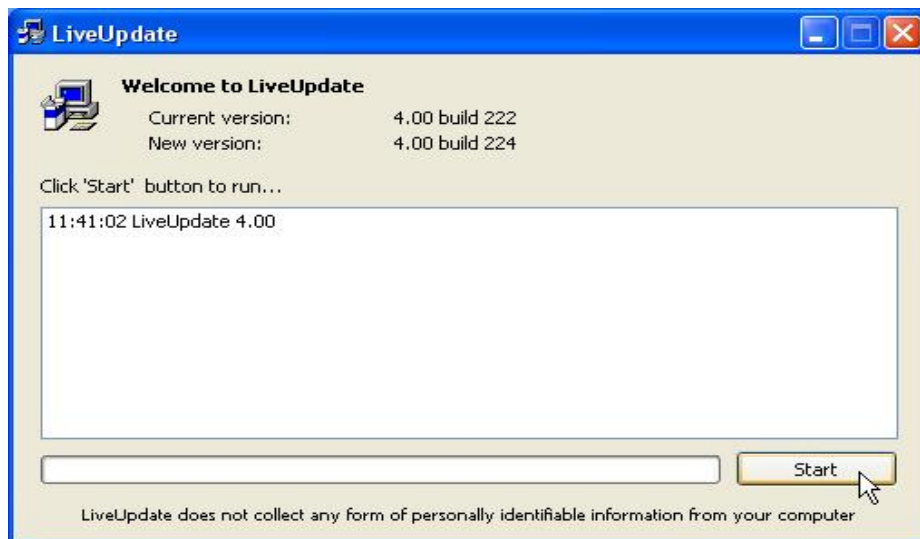 LiveUpdate
Welcome to LiveUpdate
Current version: 4.00 build 222
New version: 4.00 build 224
Click 'Start' button to run...
11:41:02 LiveUpdate 4.00
Start
LiveUpdate does not collect any form of personally identifiable information from your computer